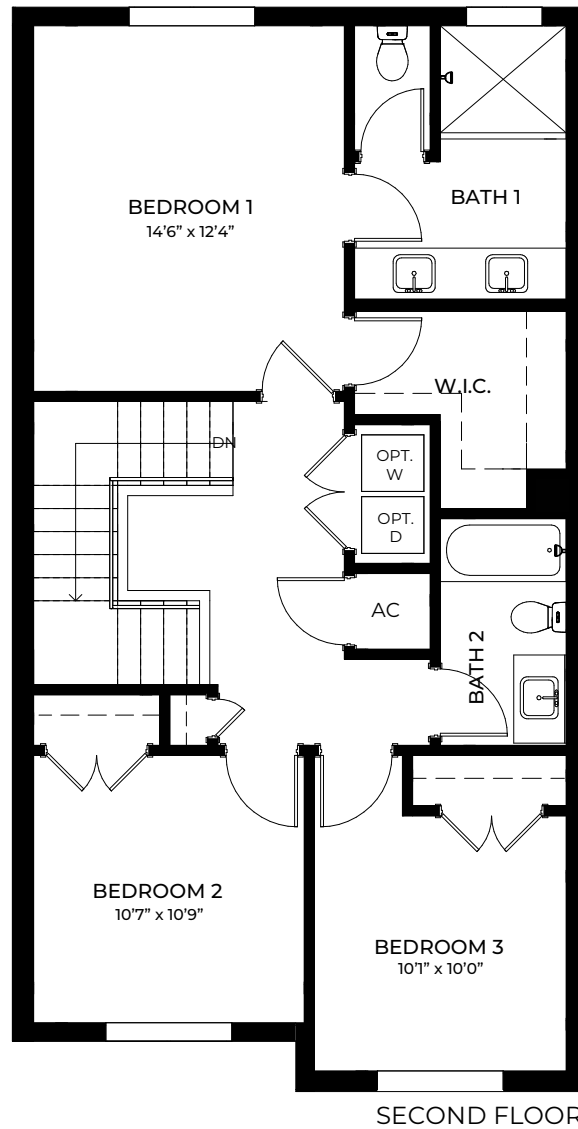 BEDROOM 1
14'6” x 12'4”
BATH 1
W.I.C.
DN
OPT.
W
OPT.
D
AC
BATH 2
BEDROOM 2
10'7” x 10'9”
BEDROOM 3
10'1” x 10'0”
SECOND FLOOR